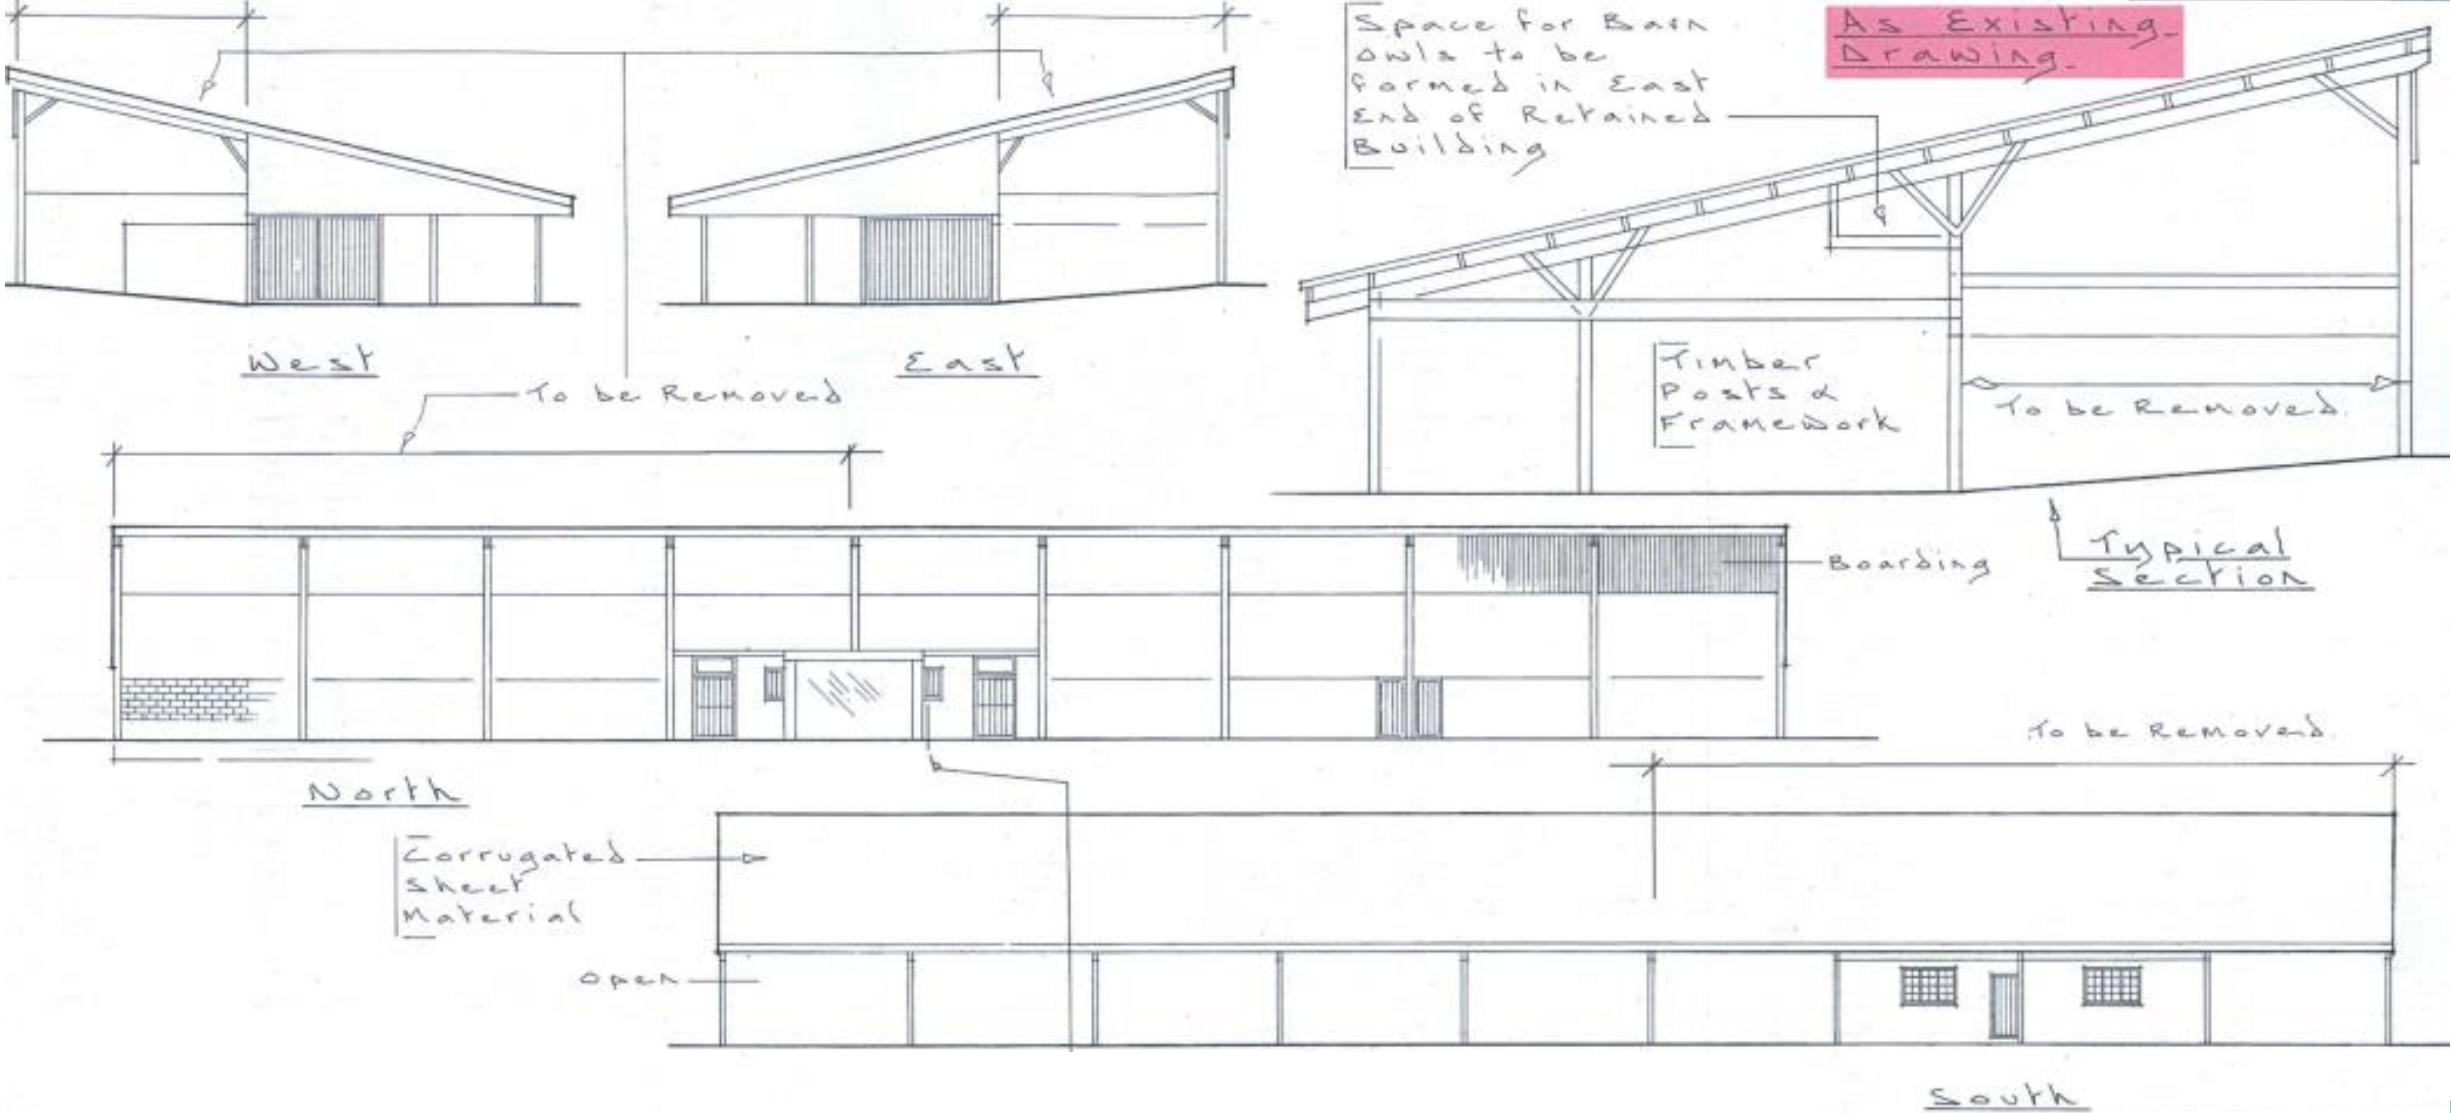 Space for Barn
Owls to be
Formed in East
End of Retained
Building
As Existing
Drawing.
West
East
To be Removed
Timber
Posts &
Framework
To be Removed.
Typical
Section
Boarding
North
To be Removed.
Corrugated
Sheet
Material
Open
South